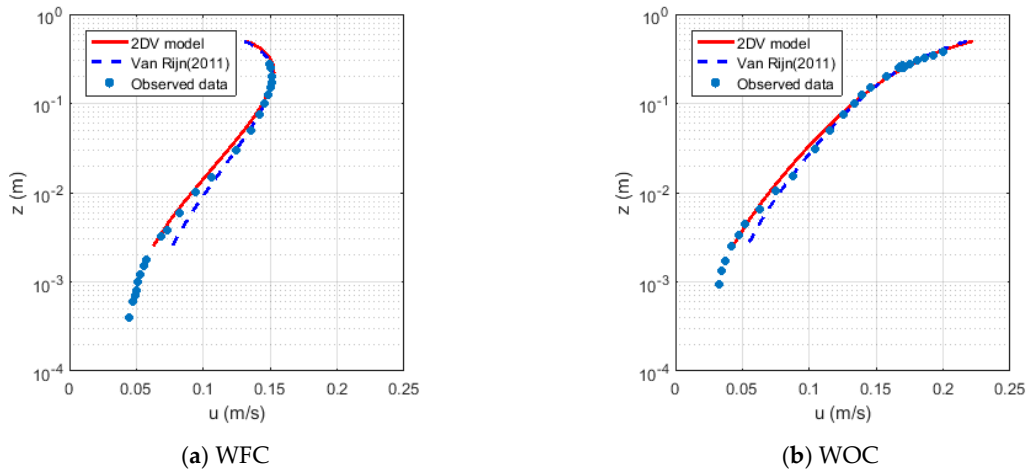 10^0
10^-1
10^-2
10^-3
10^-4
z (m)
2DV model
Van Rijn(2011)
Observed data
0 0.05 0.1 0.15 0.2 0.25
u (m/s)
(a) WFC
10^0
10^-1
10^-2
10^-3
10^-4
z (m)
2DV model
Van Rijn(2011)
Observed data
0 0.05 0.1 0.15 0.2 0.25
u (m/s)
(b) WOC